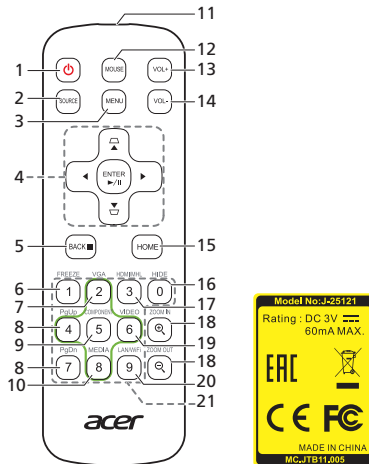 11
12
1
MOUSE
VOL+
13
2
SOURCE
MENU
VOL-
14
3
4
ENTER
►/II
5
BACK■
HOME
15
FREEZE VGA HDMI/MHL HIDE
6
1 2 3 0
16
7
17
PgUp COMPONENT VIDEO ZOOM IN
8
4 5 6
18
9
19
PgDn MEDIA LAN/WiFi ZOOM OUT
8
7 8 9
18
10
20
21
acer
Model No:J-25121
Rating : DC 3V
60mA MAX.
EAC
CE FC
MADE IN CHINA
MC.JTB11.005